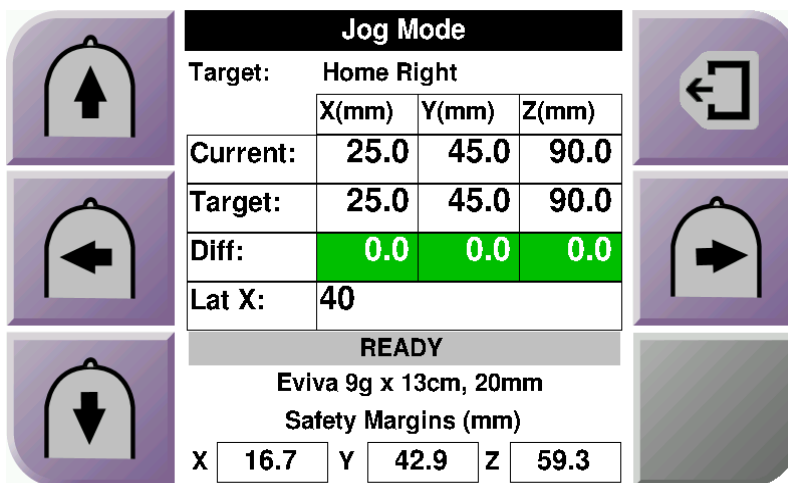 Jog Mode
Target: Home Right
X(mm) Y(mm) Z(mm)
Current: 25.0 45.0 90.0
Target: 25.0 45.0 90.0
Diff: 0.0 0.0 0.0
Lat X: 40
READY
Eviva 9g x 13cm, 20mm
Safety Margins (mm)
X 16.7 Y 42.9 Z 59.3